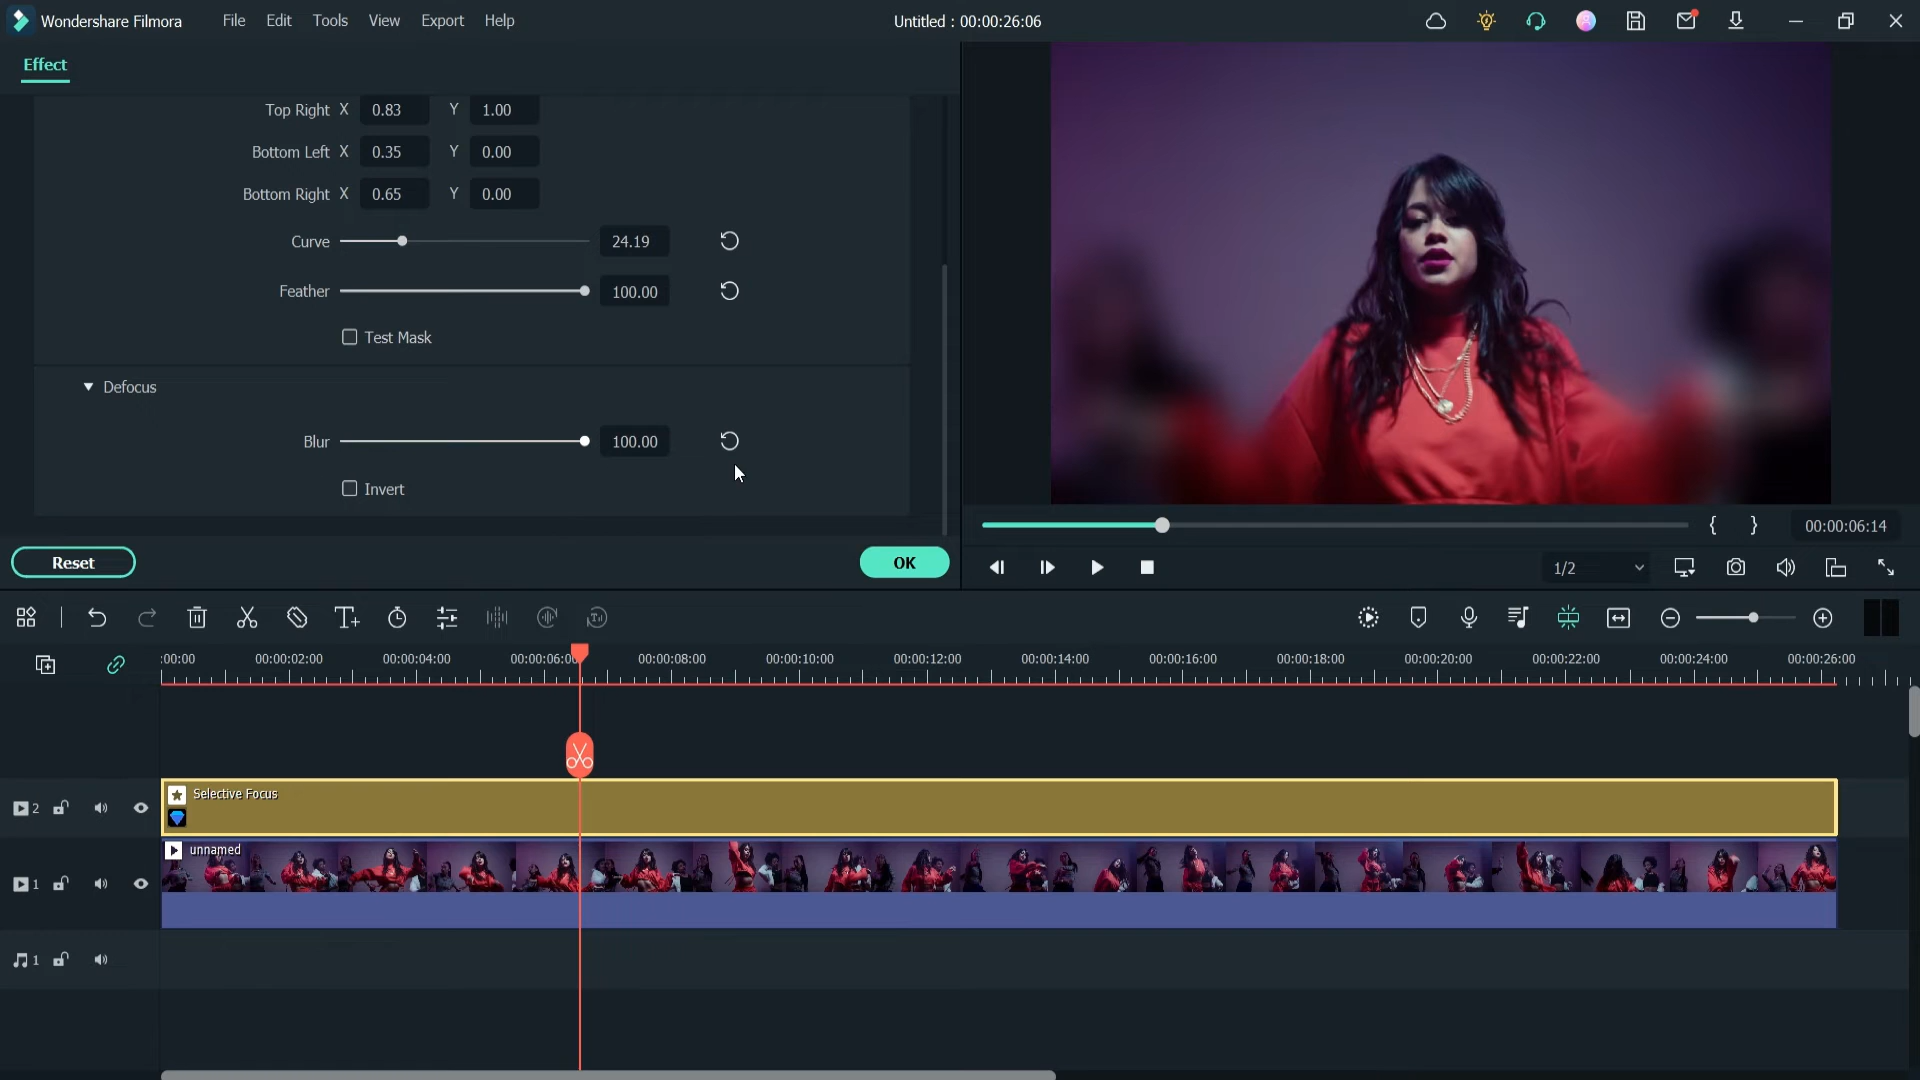 Wondershare Filmora File Edit Tools View Export Help Untitled : 00:00:26:06
Effect
Top Right X 0.83 Y 1.00
Bottom Left X 0.35 Y 0.00
Bottom Right X 0.65 Y 0.00
Curve 24.19
Feather 100.00
Test Mask
Defocus
Blur 100.00
Invert
Reset OK
{ } 00:00:06:14
1/2
:00:00 00:00:02:00 00:00:04:00 00:00:06:0 00:00:08:00 00:00:10:00 00:00:12:00 00:00:14:00 00:00:16:00 00:00:18:00 00:00:20:00 00:00:22:00 00:00:24:00 00:00:26:00
2 Selective Focus
unnamed
1
1